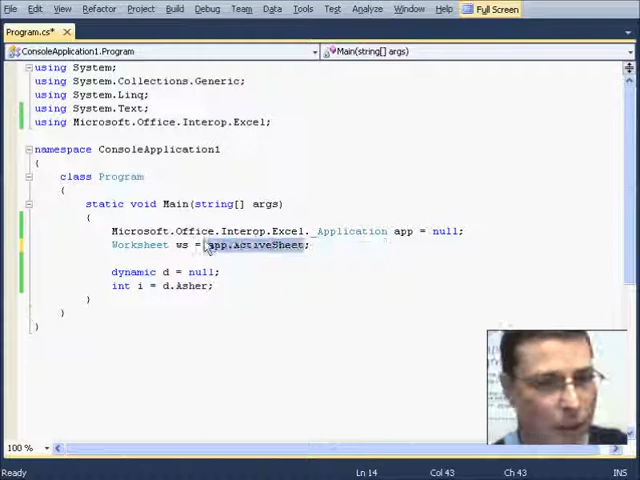 File Edit View Refactor Project Build Debug Team Data Tools Test Analyze Window Help Full Screen
Program.cs*
ConsoleApplication1.Program Main(string[] args)
using System;
using System.Collections.Generic;
using System.Linq;
using System.Text;
using Microsoft.Office.Interop.Excel;
namespace ConsoleApplication1
{
class Program
{
static void Main(string[] args)
{
Microsoft.Office.Interop.Excel._Application app = null;
Worksheet ws = app.ActiveSheet;
dynamic d = null;
int i = d.Asher;
}
}
}
100 %
Ready Ln 14 Col 43 Ch 43 INS